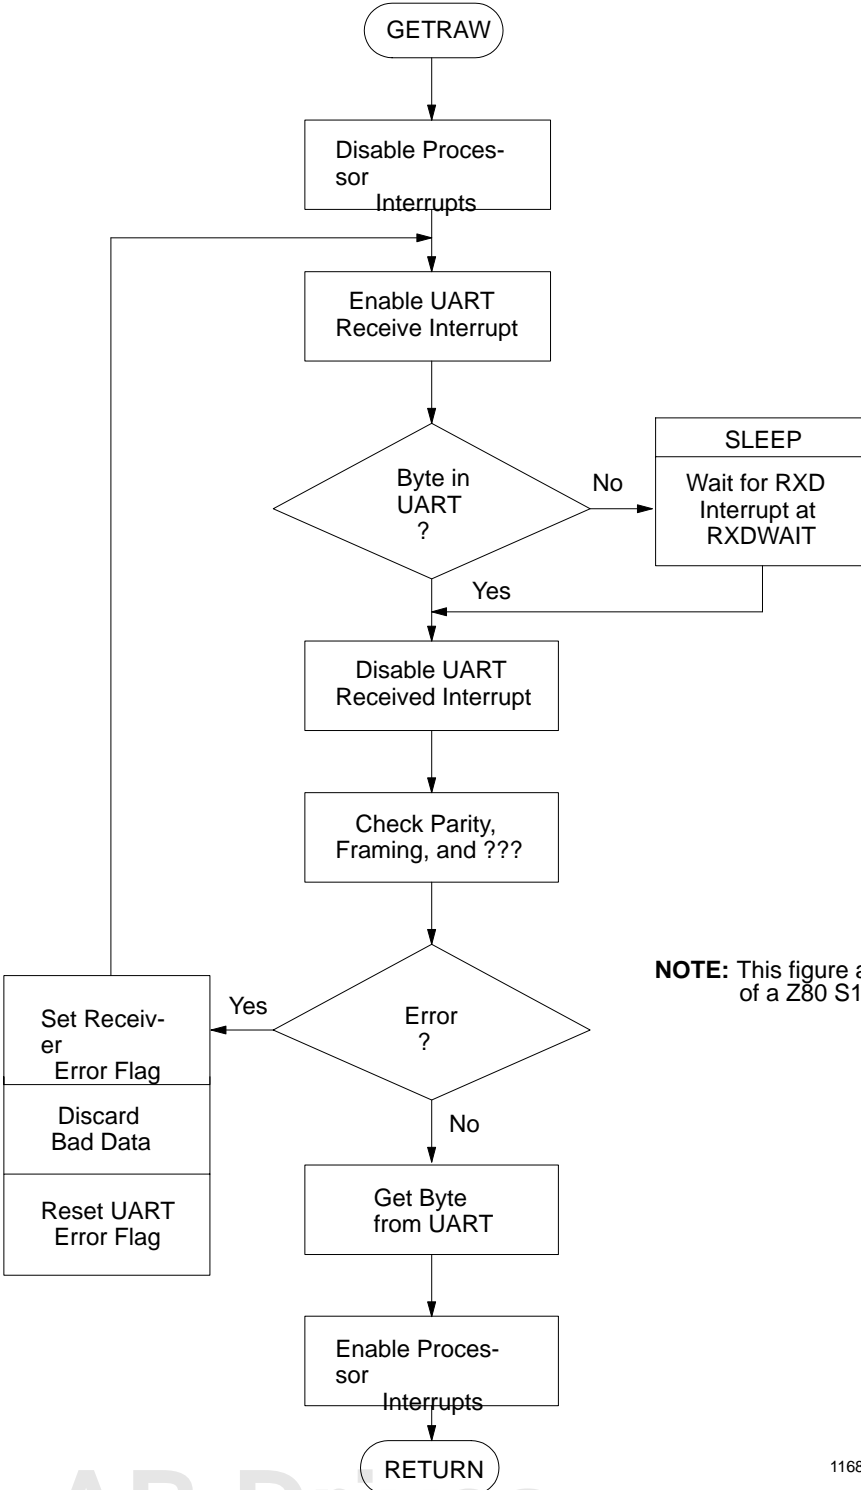 GETRAW
Disable Proces-
sor
Interrupts
Enable UART
Receive Interrupt
Byte in
UART
?
No
SLEEP
Wait for RXD
Interrupt at
RXDWAIT
Yes
Disable UART
Received Interrupt
Check Parity,
Framing, and ???
NOTE: This figure a
of a Z80 S1
Error
?
Yes
Set Receiv-
er
Error Flag
Discard
Bad Data
Reset UART
Error Flag
No
Get Byte
from UART
Enable Proces-
sor
Interrupts
RETURN
1168
AB Drives